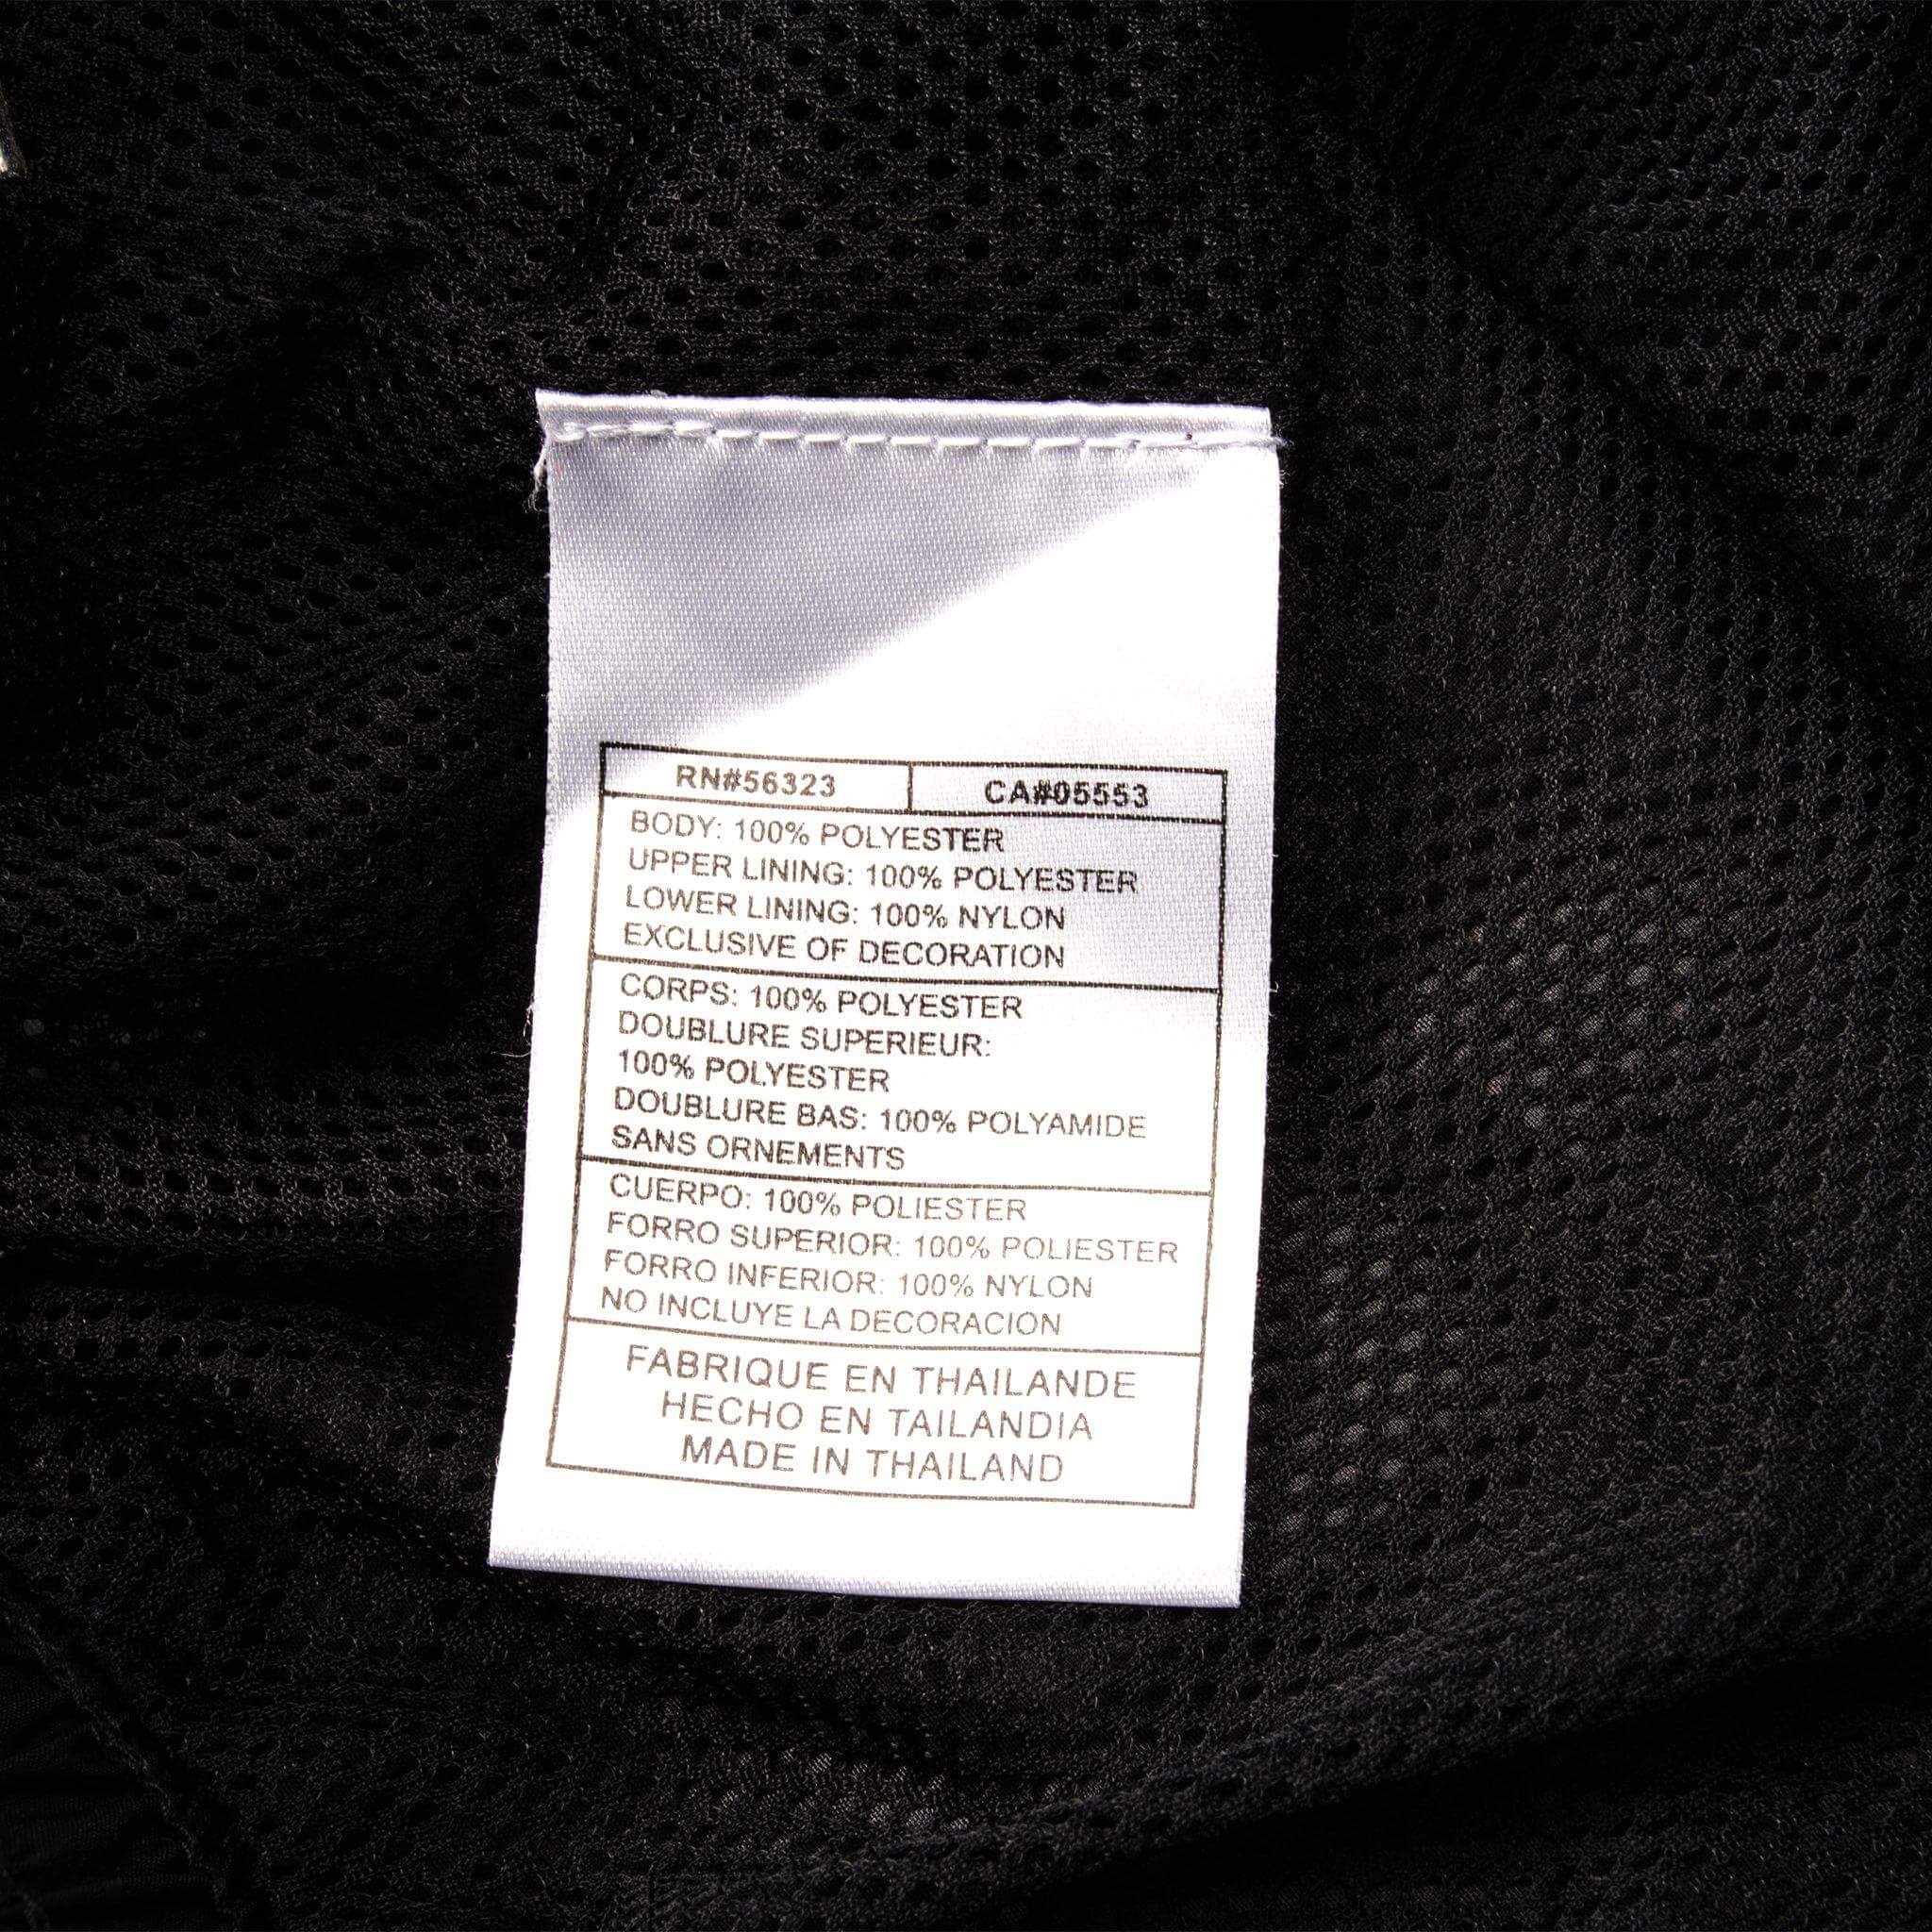 RN#56323 CA#05553
BODY: 100% POLYESTER
UPPER LINING: 100% POLYESTER
LOWER LINING: 100% NYLON
EXCLUSIVE OF DECORATION
CORPS: 100% POLYESTER
DOUBLURE SUPERIEUR:
100% POLYESTER
DOUBLURE BAS: 100% POLYAMIDE
SANS ORNEMENTS
CUERPO: 100% POLIESTER
FORRO SUPERIOR: 100% POLIESTER
FORRO INFERIOR: 100% NYLON
NO INCLUYE LA DECORACION
FABRIQUE EN THAILANDE
HECHO EN TAILANDIA
MADE IN THAILAND